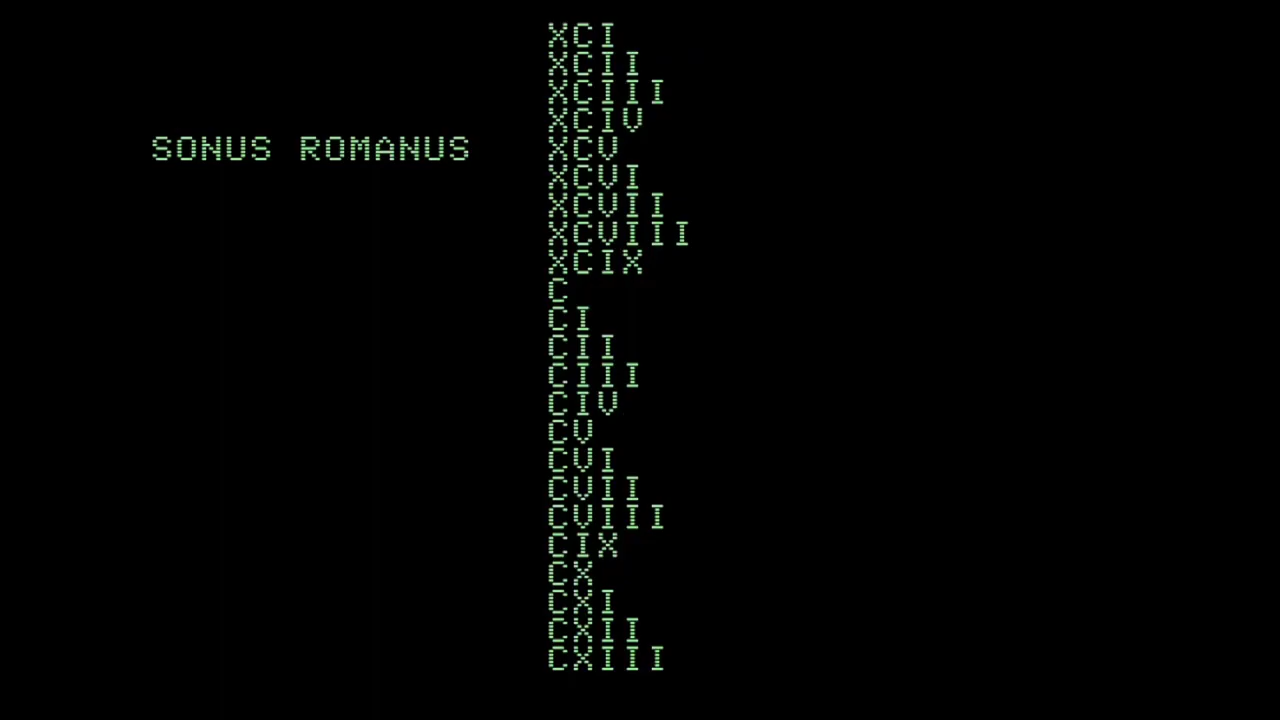 SONUS ROMANUS
XCI
XCII
XCIII
XCIV
XCV
XCVI
XCVII
XCVIII
XCIX
C
CI
CII
CIII
CIV
CV
CVI
CVII
CVIII
CIX
CX
CXI
CXII
CXIII